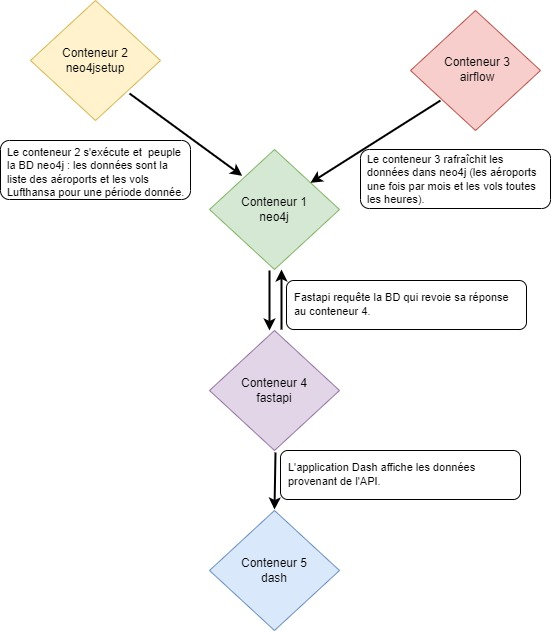 Conteneur 2
neo4jsetup
Conteneur 3
airflow
Le conteneur 2 s'exécute et peuple
la BD neo4j : les données sont la
liste des aéroports et les vols
Lufthansa pour une période donnée.
Le conteneur 3 rafraîchit les
données dans neo4j (les aéroports
une fois par mois et les vols toutes
les heures).
Conteneur 1
neo4j
Fastapi requête la BD qui revoie sa réponse
au conteneur 4.
Conteneur 4
fastapi
L'application Dash affiche les données
provenant de l'API.
Conteneur 5
dash